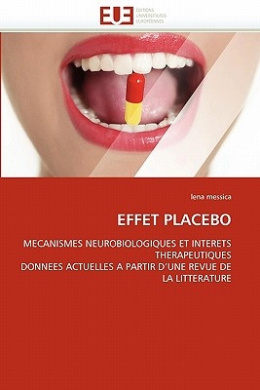 EUE
EDITIONS
UNIVERSITAIRES
EUROPEENNES
lena messica
EFFET PLACEBO
MECANISMES NEUROBIOLOGIQUES ET INTERETS
THERAPEUTIQUES
DONNEES ACTUELLES A PARTIR D'UNE REVUE DE
LA LITTERATURE